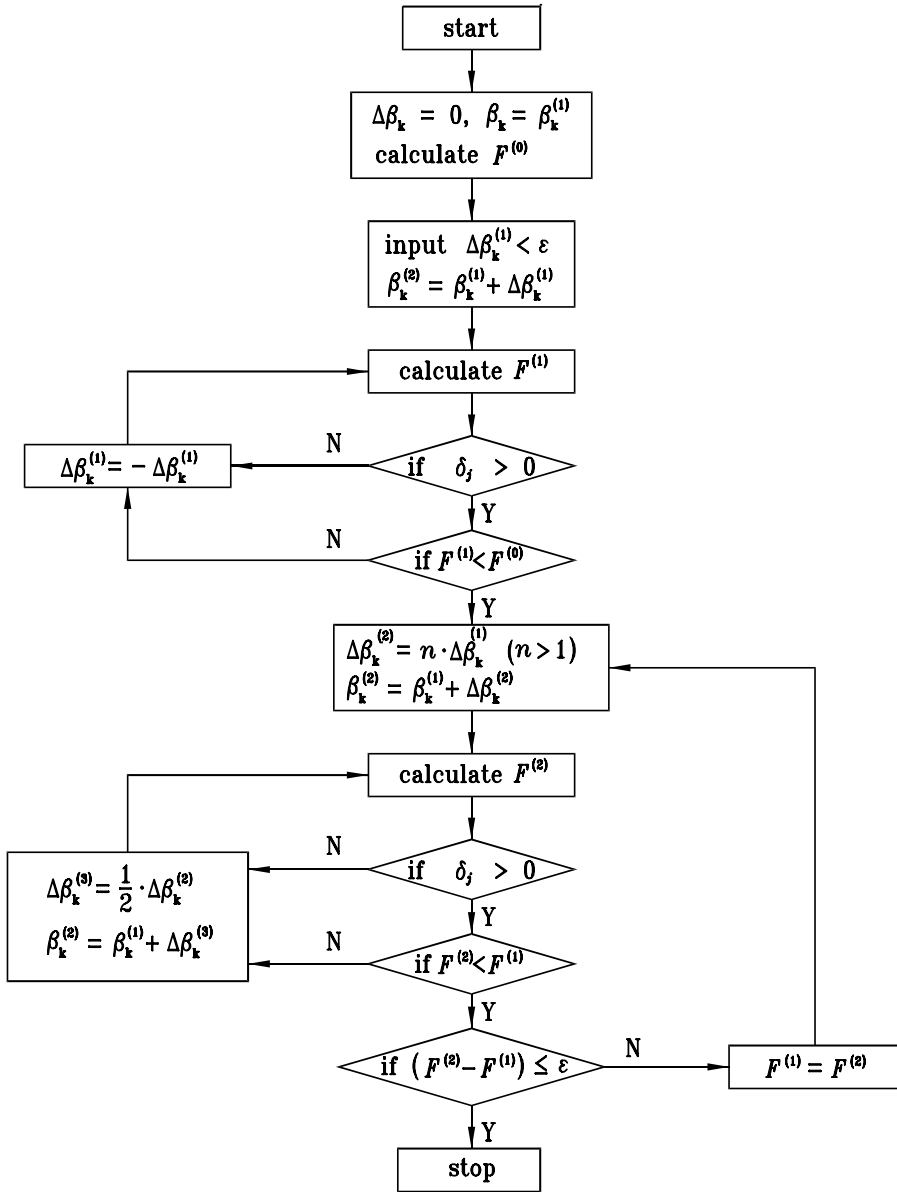 start
Δβₖ = 0, βₖ = βₖ⁽¹⁾
calculate F⁽⁰⁾
input Δβₖ⁽¹⁾ < ε
βₖ⁽²⁾ = βₖ⁽¹⁾ + Δβₖ⁽¹⁾
calculate F⁽¹⁾
N
Δβₖ⁽¹⁾ = − Δβₖ⁽¹⁾
if δⱼ > 0
Y
N
if F⁽¹⁾ < F⁽⁰⁾
Y
Δβₖ⁽²⁾ = n · Δβₖ⁽¹⁾ (n > 1)
βₖ⁽²⁾ = βₖ⁽¹⁾ + Δβₖ⁽²⁾
calculate F⁽²⁾
N
if δⱼ > 0
Δβₖ⁽³⁾ = 1/2 · Δβₖ⁽²⁾
βₖ⁽²⁾ = βₖ⁽¹⁾ + Δβₖ⁽³⁾
Y
N
if F⁽²⁾ < F⁽¹⁾
Y
if (F⁽²⁾ − F⁽¹⁾) ≤ ε
N
F⁽¹⁾ = F⁽²⁾
Y
stop